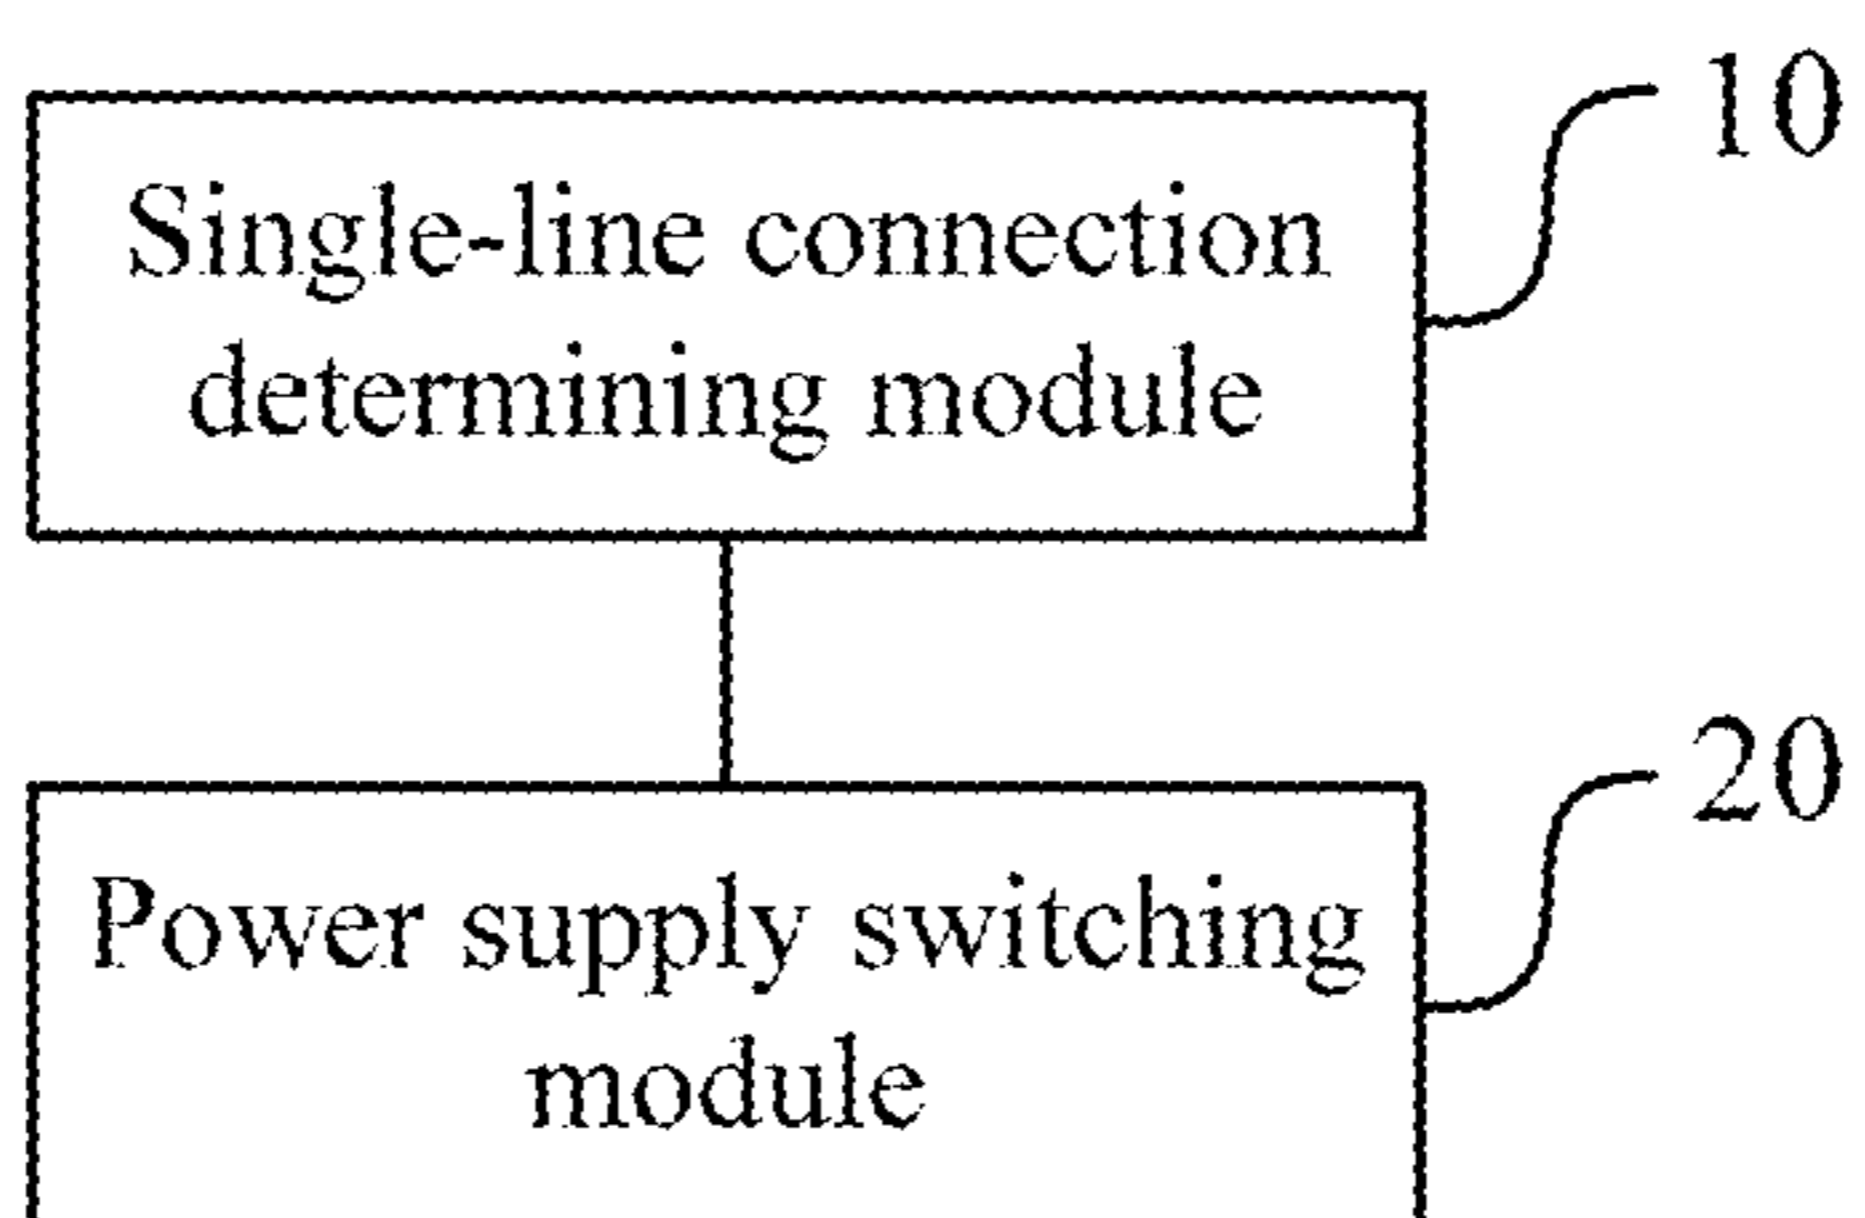 10
Single-line connection
determining module
20
Power supply switching
module